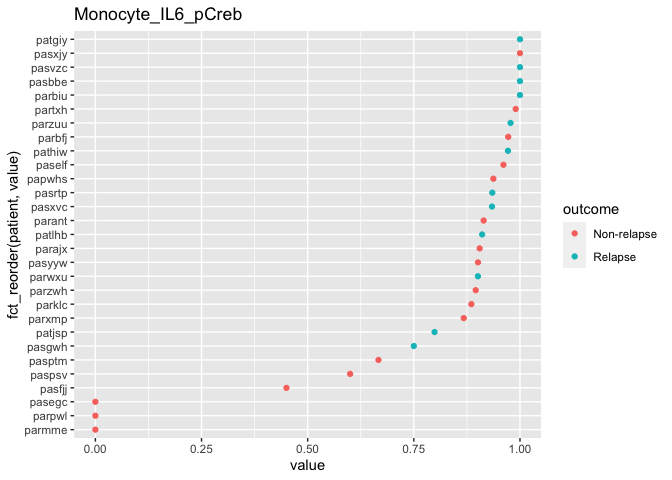 Monocyte_IL6_pCreb
patgiy
pasxjy
pasvzc
pasbbe
parbiu
partxh
parzuu
parbfj
pathiw
paself
papwhs
pasrtp
pasxvc
parant
patlhb
parajx
pasyyw
parwxu
parzwh
parklc
parxmp
patjsp
pasgwh
pasptm
paspsv
pasfjj
pasegc
parpwl
parmme
fct_reorder(patient, value)
0.00 0.25 0.50 0.75 1.00
value
outcome
Non-relapse
Relapse